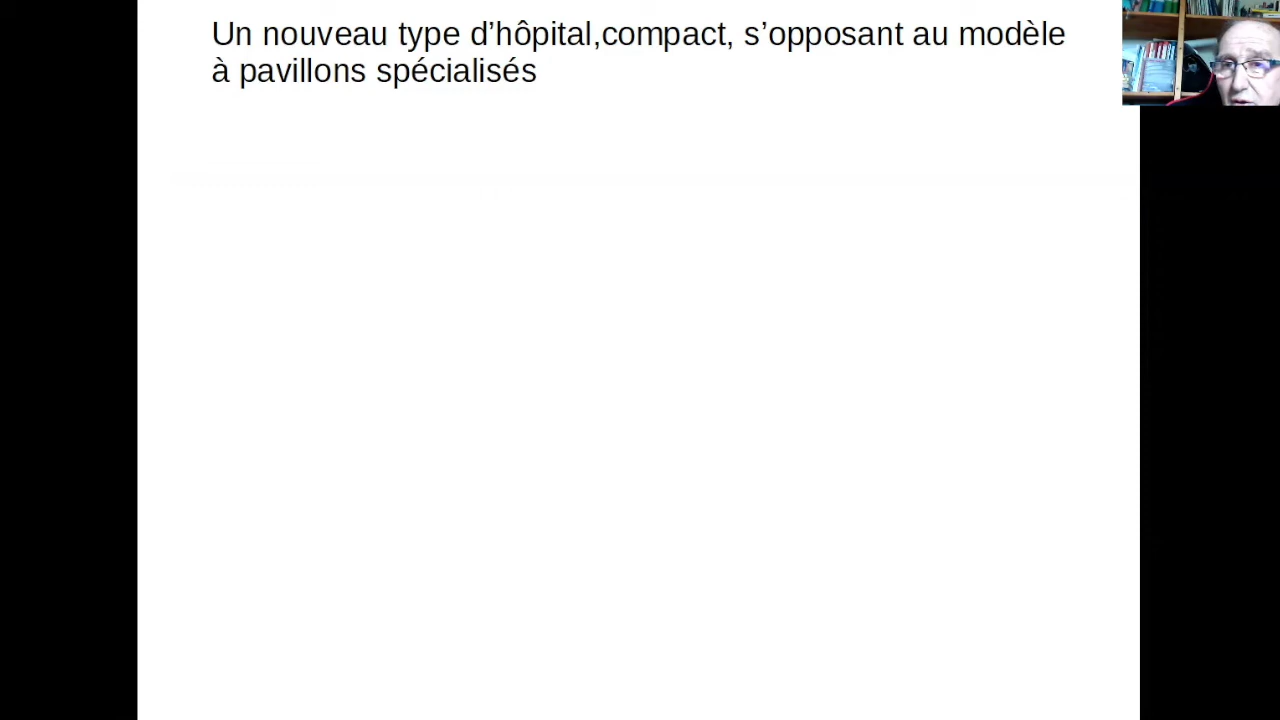 Un nouveau type d’hôpital,compact, s’opposant au modèle
à pavillons spécialisés